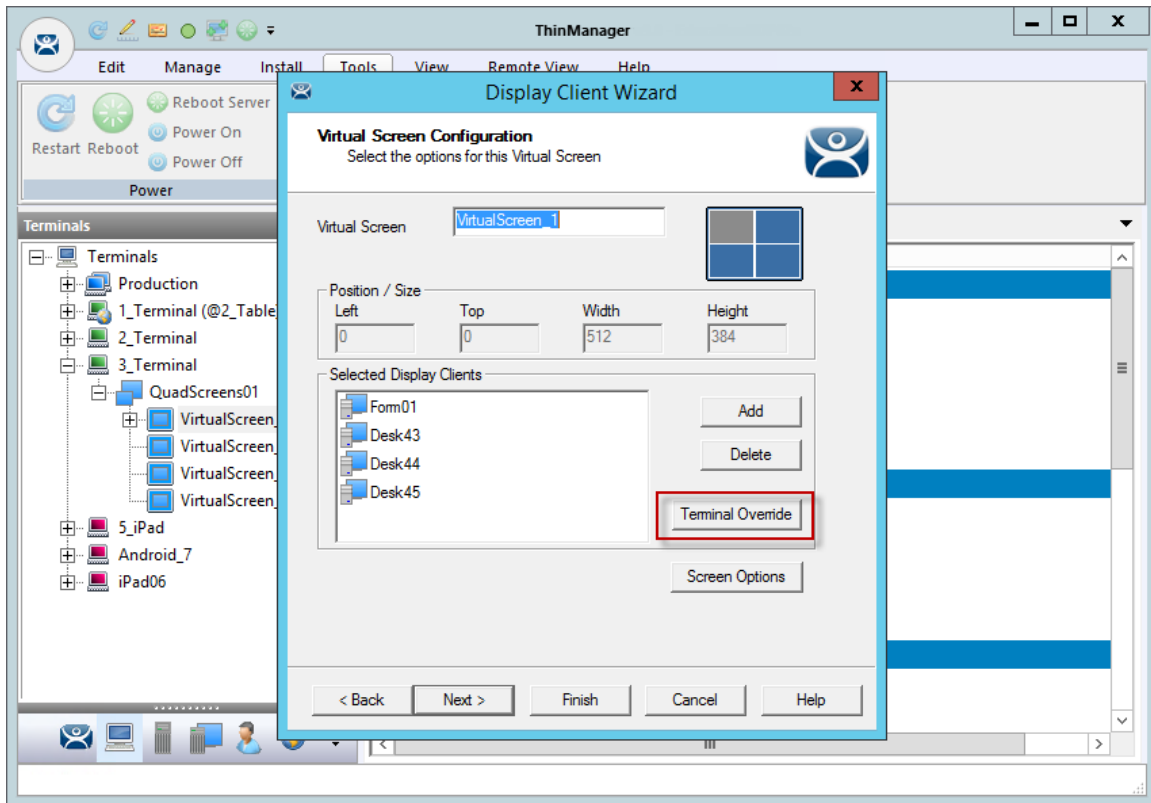 ThinManager
Edit Manage Install Tools View Remote View Help
Restart Reboot
Reboot Server
Power On
Power Off
Power
Terminals
Terminals
Production
1_Terminal (@2_Table
2_Terminal
3_Terminal
QuadScreens01
VirtualScreen_
VirtualScreen_
VirtualScreen_
VirtualScreen_
5_iPad
Android_7
iPad06
Display Client Wizard
x
Virtual Screen Configuration
Select the options for this Virtual Screen
Virtual Screen VirtualScreen_1
Position / Size
Left Top Width Height
0 0 512 384
Selected Display Clients
Form01
Desk43
Desk44
Desk45
Add
Delete
Terminal Override
Screen Options
< Back Next > Finish Cancel Help